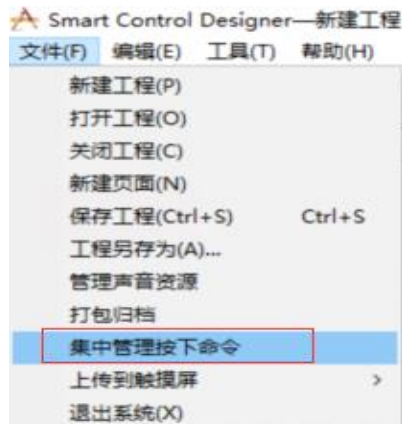 Smart Control Designer—新建工程
文件(F) 编辑(E) 工具(T) 帮助(H)
新建工程(P)
打开工程(O)
关闭工程(C)
新建页面(N)
保存工程(Ctrl+S) Ctrl+S
工程另存为(A)...
管理声音资源
打包归档
集中管理按下命令
上传到触摸屏 >
退出系统(X)